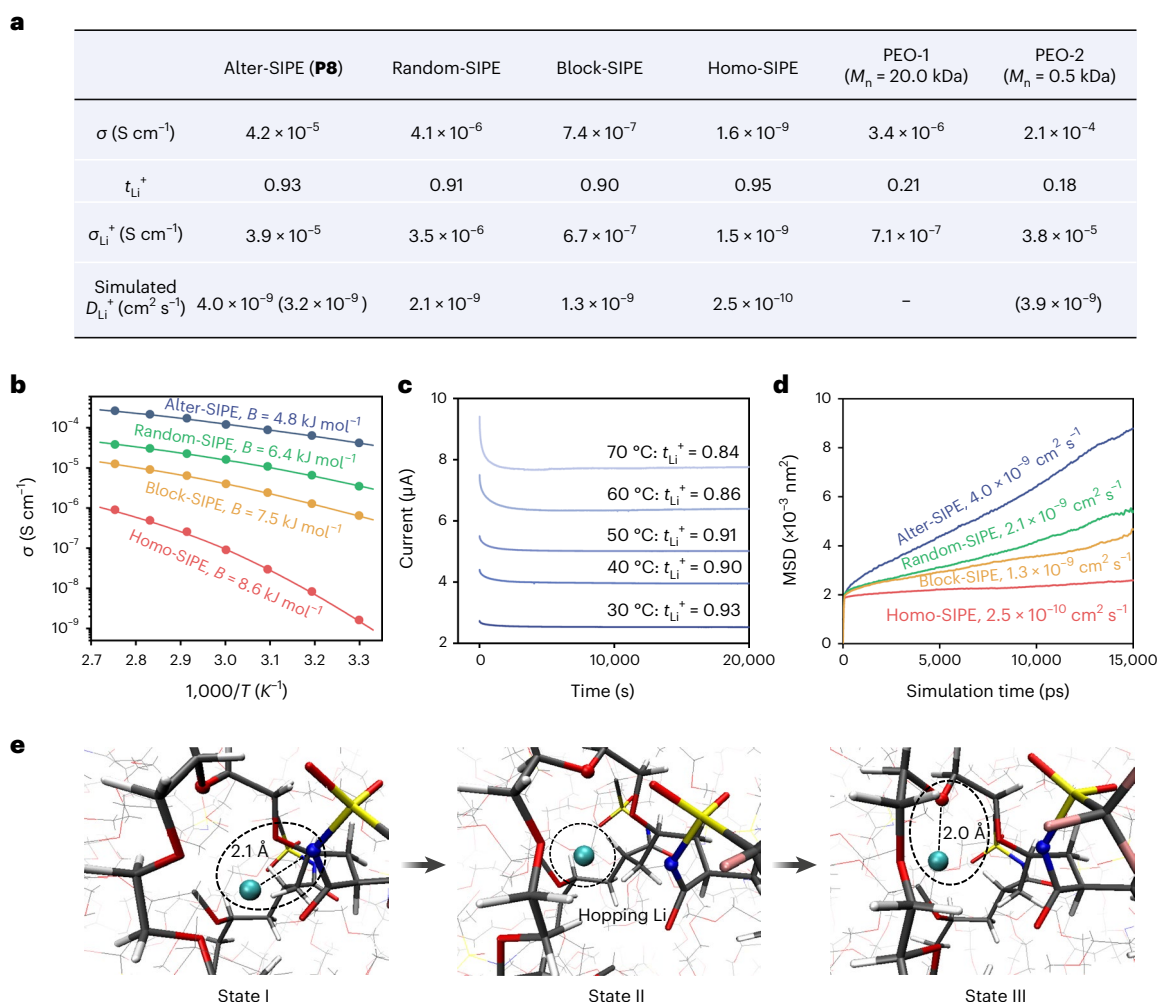 a
Alter-SIPE (P8) Random-SIPE Block-SIPE Homo-SIPE PEO-1 (Mn = 20.0 kDa) PEO-2 (Mn = 0.5 kDa)
σ (S cm⁻¹) 4.2 × 10⁻⁵ 4.1 × 10⁻⁶ 7.4 × 10⁻⁷ 1.6 × 10⁻⁹ 3.4 × 10⁻⁶ 2.1 × 10⁻⁴
tLi⁺ 0.93 0.91 0.90 0.95 0.21 0.18
σLi⁺ (S cm⁻¹) 3.9 × 10⁻⁵ 3.5 × 10⁻⁶ 6.7 × 10⁻⁷ 1.5 × 10⁻⁹ 7.1 × 10⁻⁷ 3.8 × 10⁻⁵
Simulated DLi⁺ (cm² s⁻¹) 4.0 × 10⁻⁹ (3.2 × 10⁻⁹) 2.1 × 10⁻⁹ 1.3 × 10⁻⁹ 2.5 × 10⁻¹⁰ – (3.9 × 10⁻⁹)
b
σ (S cm⁻¹)
10⁻⁴
10⁻⁵
10⁻⁶
10⁻⁷
10⁻⁸
10⁻⁹
Alter-SIPE, B = 4.8 kJ mol⁻¹
Random-SIPE, B = 6.4 kJ mol⁻¹
Block-SIPE, B = 7.5 kJ mol⁻¹
Homo-SIPE, B = 8.6 kJ mol⁻¹
2.7 2.8 2.9 3.0 3.1 3.2 3.3
1,000/T (K⁻¹)
c
Current (μA)
10
8
6
4
2
70 °C: tLi⁺ = 0.84
60 °C: tLi⁺ = 0.86
50 °C: tLi⁺ = 0.91
40 °C: tLi⁺ = 0.90
30 °C: tLi⁺ = 0.93
0 10,000 20,000
Time (s)
d
MSD (×10⁻³ nm²)
10
8
6
4
2
0
Alter-SIPE, 4.0 × 10⁻⁹ cm² s⁻¹
Random-SIPE, 2.1 × 10⁻⁹ cm² s⁻¹
Block-SIPE, 1.3 × 10⁻⁹ cm² s⁻¹
Homo-SIPE, 2.5 × 10⁻¹⁰ cm² s⁻¹
0 5,000 10,000 15,000
Simulation time (ps)
e
2.1 Å
Hopping Li
2.0 Å
State I
State II
State III